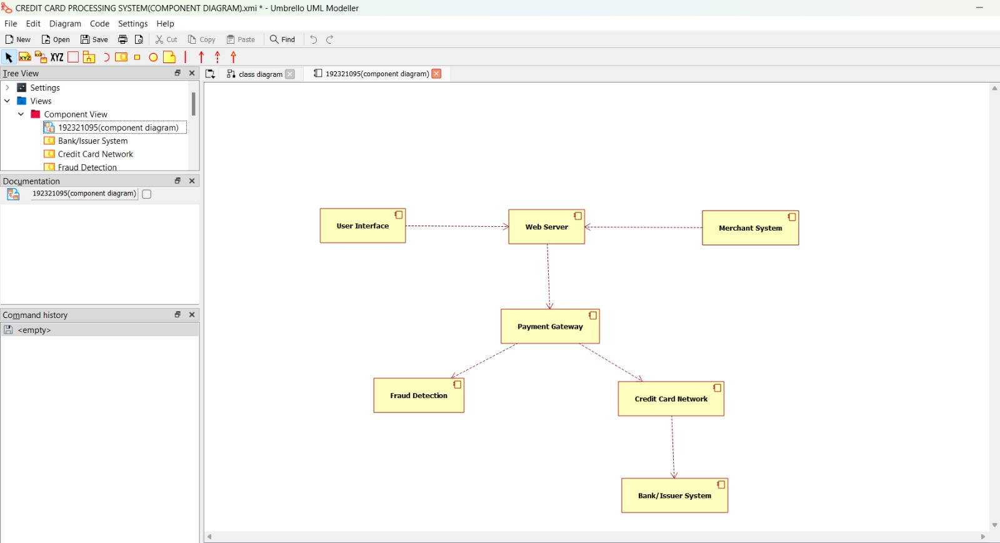 CREDIT CARD PROCESSING SYSTEM(COMPONENT DIAGRAM).xmi * - Umbrello UML Modeller
File Edit Diagram Code Settings Help
New Open Save Cut Copy Paste Find
XYZ XYZ XYZ
Tree View
class diagram
192321095(component diagram)
Settings
Views
Component View
192321095(component diagram)
Bank/Issuer System
Credit Card Network
Fraud Detection
Documentation
192321095(component diagram)
Command history
<empty>
User Interface
Web Server
Merchant System
Payment Gateway
Fraud Detection
Credit Card Network
Bank/Issuer System